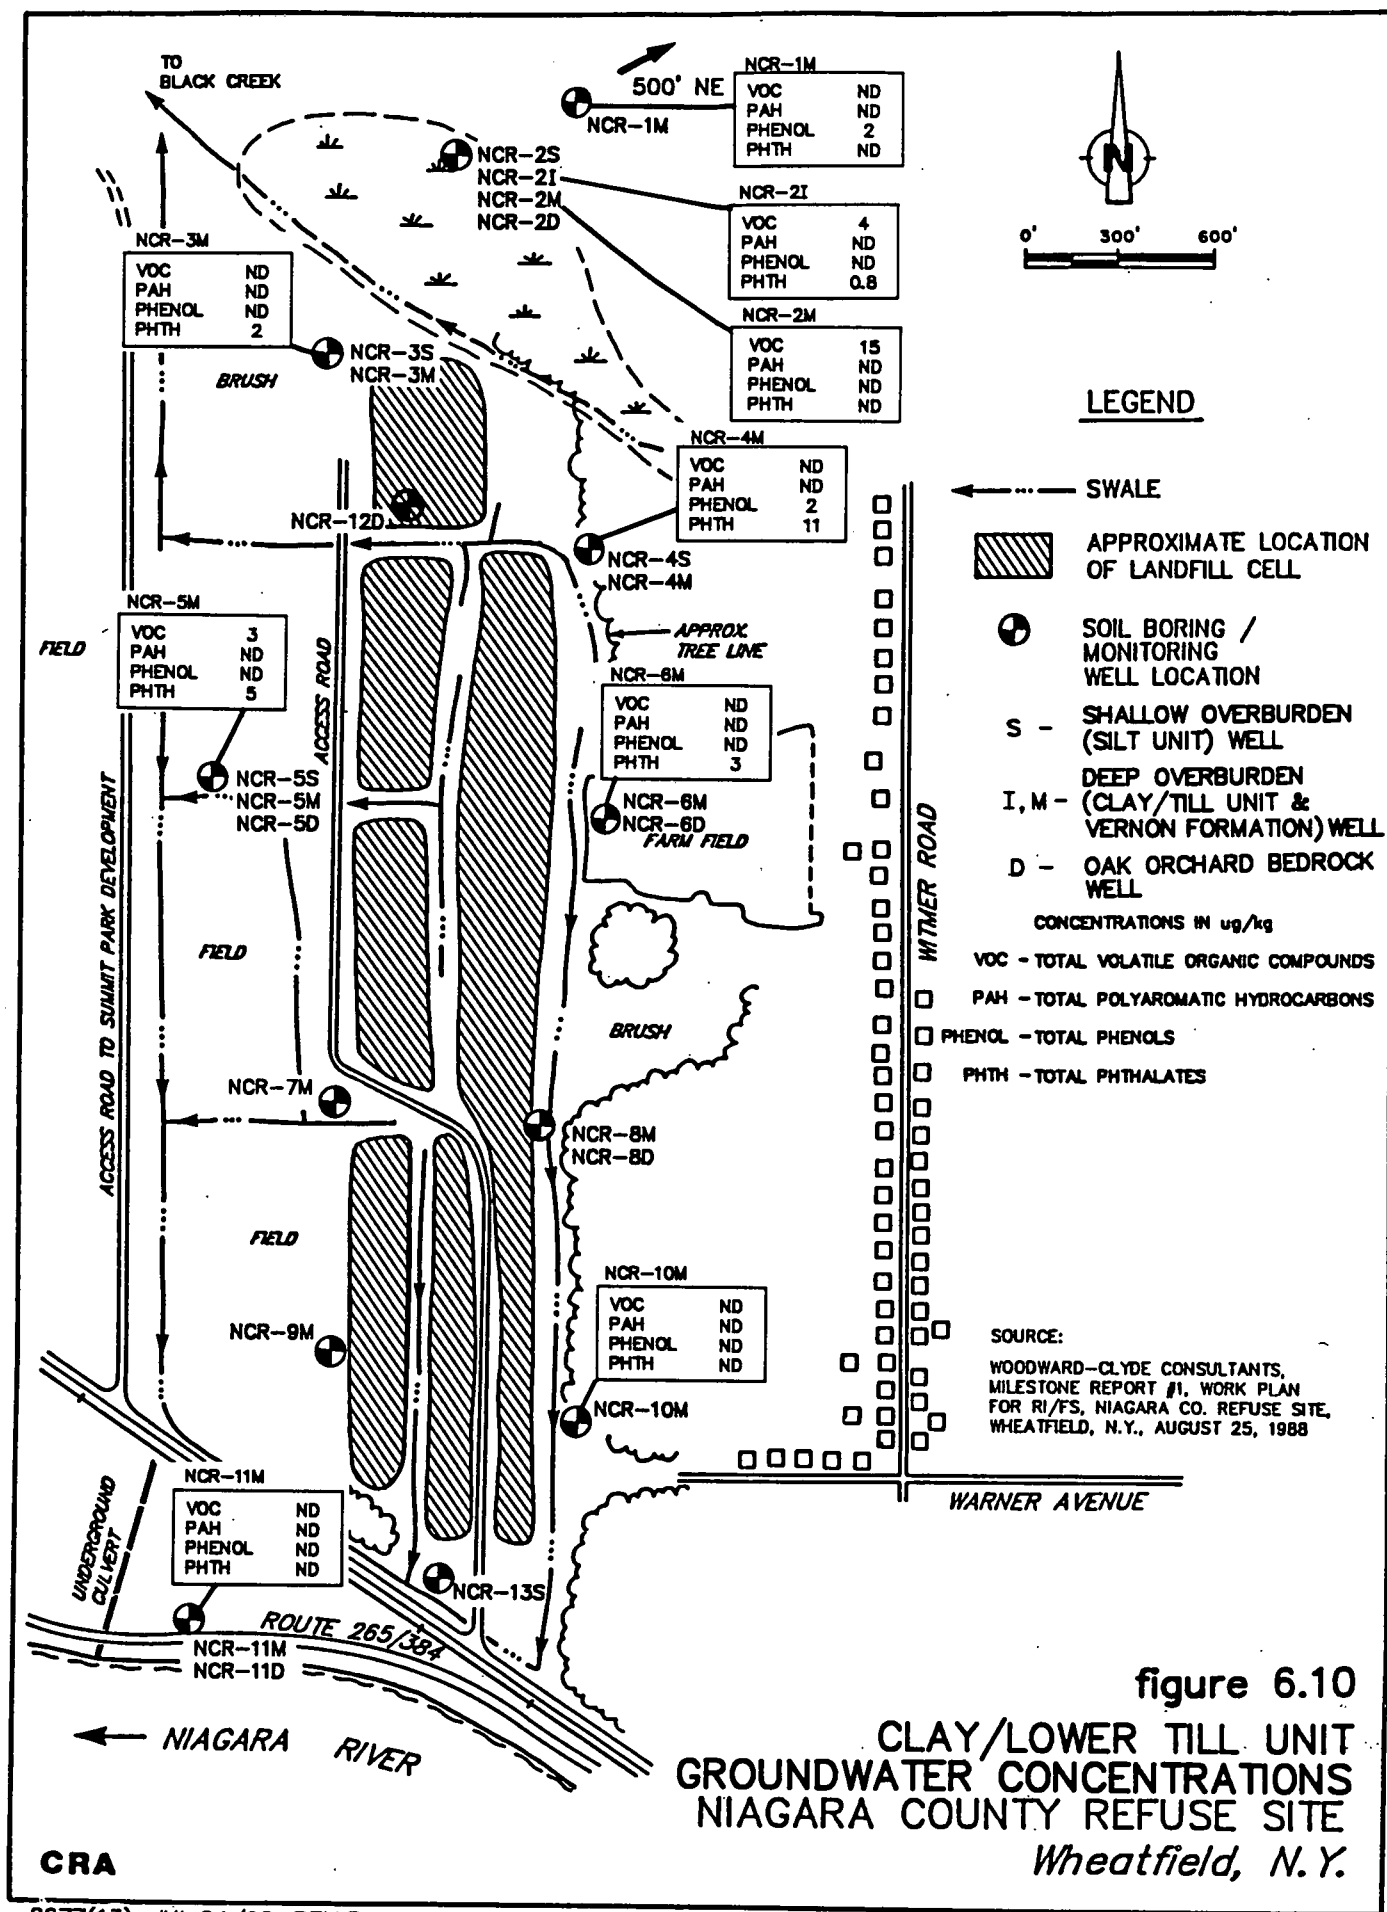 TO
BLACK CREEK
500' NE
NCR-1M
NCR-1M
VOC ND
PAH ND
PHENOL 2
PHTH ND
N
NCR-2S
NCR-2I
NCR-2M
NCR-2D
NCR-2I
VOC 4
PAH ND
PHENOL ND
PHTH 0.8
0' 300' 600'
NCR-3M
VOC ND
PAH ND
PHENOL ND
PHTH 2
NCR-2M
VOC 15
PAH ND
PHENOL ND
PHTH ND
NCR-3S
NCR-3M
BRUSH
LEGEND
NCR-4M
VOC ND
PAH ND
PHENOL 2
PHTH 11
SWALE
NCR-12D
NCR-4S
NCR-4M
APPROXIMATE LOCATION
OF LANDFILL CELL
NCR-5M
VOC 3
PAH ND
PHENOL ND
PHTH 5
FIELD
ACCESS ROAD
APPROX.
TREE LINE
SOIL BORING /
MONITORING
WELL LOCATION
NCR-6M
VOC ND
PAH ND
PHENOL ND
PHTH 3
S - SHALLOW OVERBURDEN
(SILT UNIT) WELL
NCR-5S
NCR-5M
NCR-5D
NCR-6M
NCR-6D
FARM FIELD
DEEP OVERBURDEN
I,M - (CLAY/TILL UNIT &
VERNON FORMATION) WELL
D - OAK ORCHARD BEDROCK
WELL
WITMER ROAD
CONCENTRATIONS IN ug/kg
VOC - TOTAL VOLATILE ORGANIC COMPOUNDS
PAH - TOTAL POLYAROMATIC HYDROCARBONS
PHENOL - TOTAL PHENOLS
PHTH - TOTAL PHTHALATES
ACCESS ROAD TO SUMMIT PARK DEVELOPMENT
FIELD
BRUSH
NCR-7M
NCR-8M
NCR-8D
FIELD
NCR-10M
VOC ND
PAH ND
PHENOL ND
PHTH ND
NCR-9M
NCR-10M
SOURCE:
WOODWARD-CLYDE CONSULTANTS,
MILESTONE REPORT #1, WORK PLAN
FOR RI/FS, NIAGARA CO. REFUSE SITE,
WHEATFIELD, N.Y., AUGUST 25, 1988
NCR-11M
VOC ND
PAH ND
PHENOL ND
PHTH ND
WARNER AVENUE
UNDERGROUND
CULVERT
NCR-13S
ROUTE 265/384
NCR-11M
NCR-11D
NIAGARA RIVER
figure 6.10
CLAY/LOWER TILL UNIT
GROUNDWATER CONCENTRATIONS
NIAGARA COUNTY REFUSE SITE
Wheatfield, N.Y.
CRA